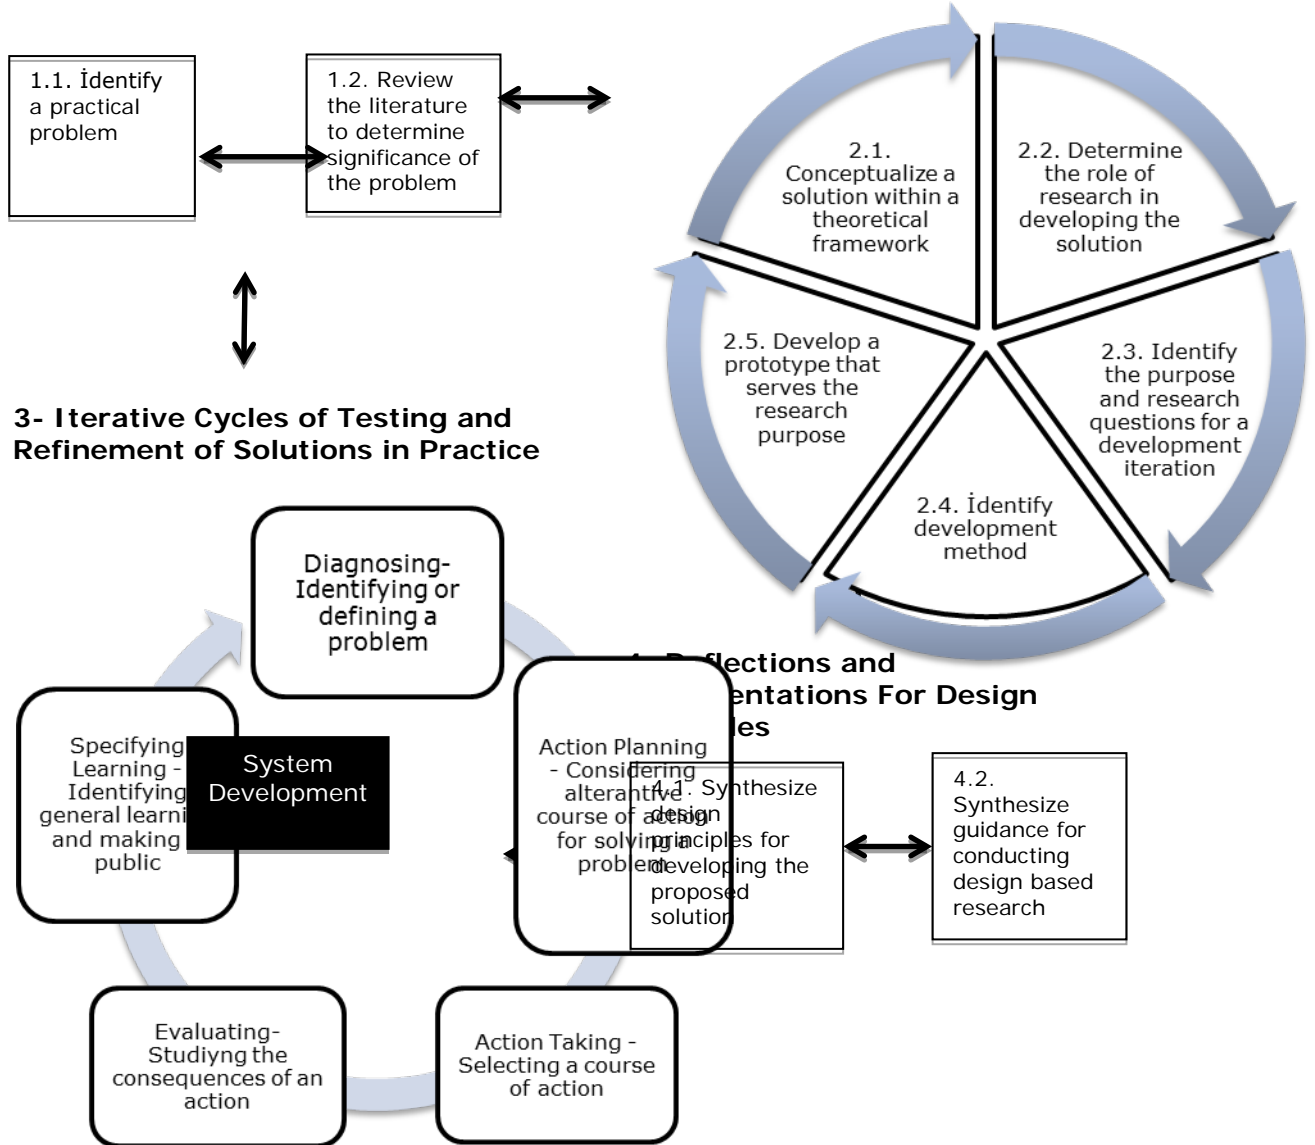 1.1. İdentify
a practical
problem
1.2. Review
the literature
to determine
significance of
the problem
2.1.
Conceptualize a
solution within a
theoretical
framework
2.2. Determine
the role of
research in
developing the
solution
2.3. Identify
the purpose
and research
questions for a
development
iteration
2.4. İdentify
development
method
2.5. Develop a
prototype that
serves the
research
purpose
3- Iterative Cycles of Testing and
Refinement of Solutions in Practice
Diagnosing-
Identifying or
defining a
problem
Action Planning
- Considering
alterantive
course of action
for solving a
problem
Action Taking -
Selecting a course
of action
Evaluating-
Studiyng the
consequences of an
action
Specifying
Learning -
Identifying
general
and making
public
System
Development
and
For Design
4.1. Synthesize
design
principles for
developing the
proposed
solution
4.2.
Synthesize
guidance for
conducting
design based
research